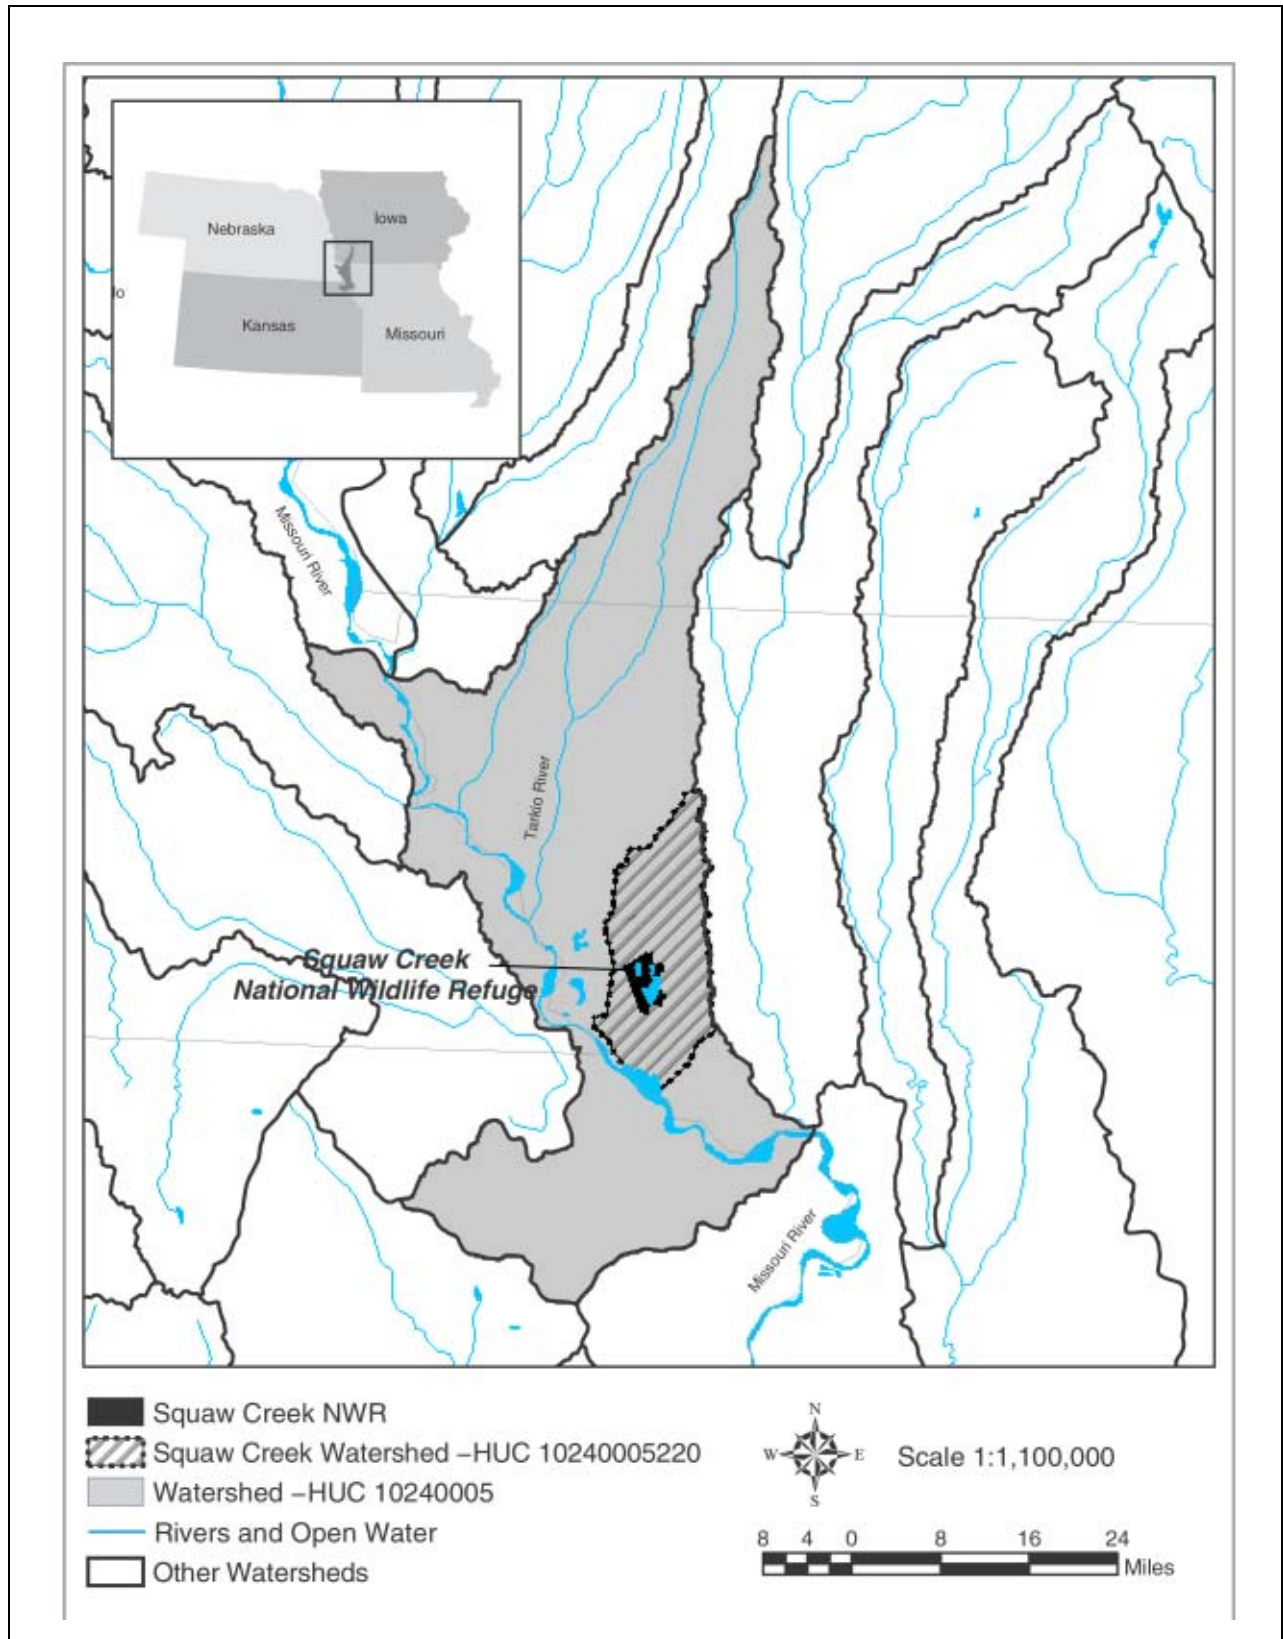 Nebraska
Iowa
lo
Kansas
Missouri
Missouri River
Tarkio River
Squaw Creek
National Wildlife Refuge
Missouri River
Squaw Creek NWR
Squaw Creek Watershed –HUC 10240005220
Watershed –HUC 10240005
Rivers and Open Water
Other Watersheds
N
W E
S
Scale 1:1,100,000
8 4 0 8 16 24
Miles